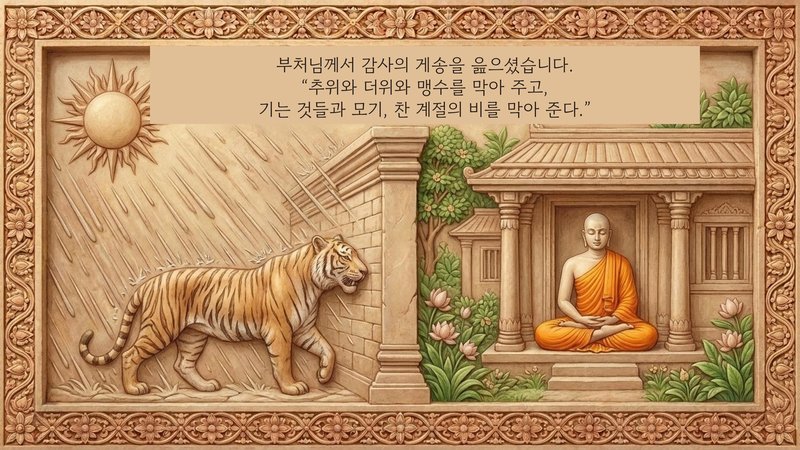 부처님께서 감사의 게송을 읊으셨습니다.
“추위와 더위와 맹수를 막아 주고,
기는 것들과 모기, 찬 계절의 비를 막아 준다.”